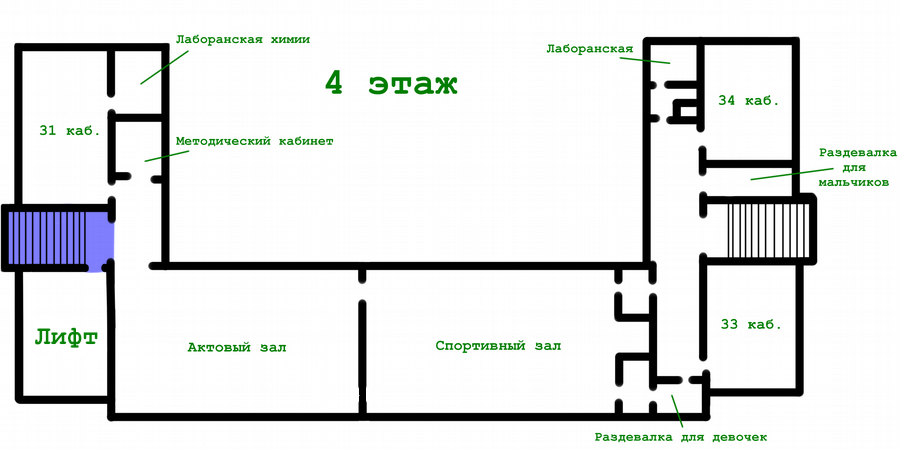 Лаборанская химии
Лаборанская
4 этаж
31 каб.
34 каб.
Методический кабинет
Раздевалка
для
мальчиков
Лифт
Актовый зал
Спортивный зал
33 каб.
Раздевалка для девочек